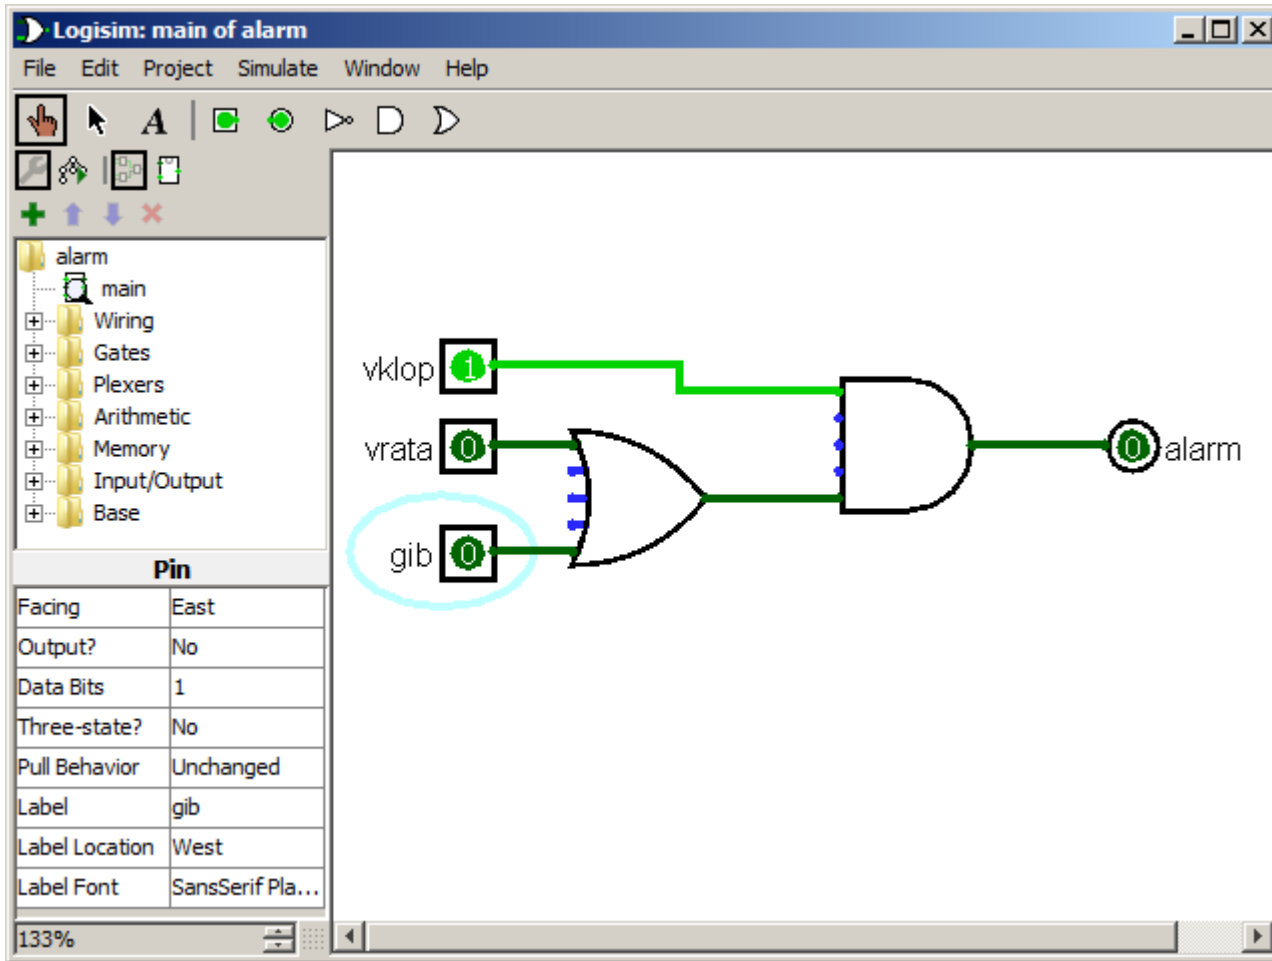 Logisim: main of alarm
File Edit Project Simulate Window Help
A
alarm
main
Wiring
Gates
Plexers
Arithmetic
Memory
Input/Output
Base
Pin
Facing East
Output? No
Data Bits 1
Three-state? No
Pull Behavior Unchanged
Label gib
Label Location West
Label Font SansSerif Pla...
133%
vklop 1
vrata 0
gib 0
0 alarm